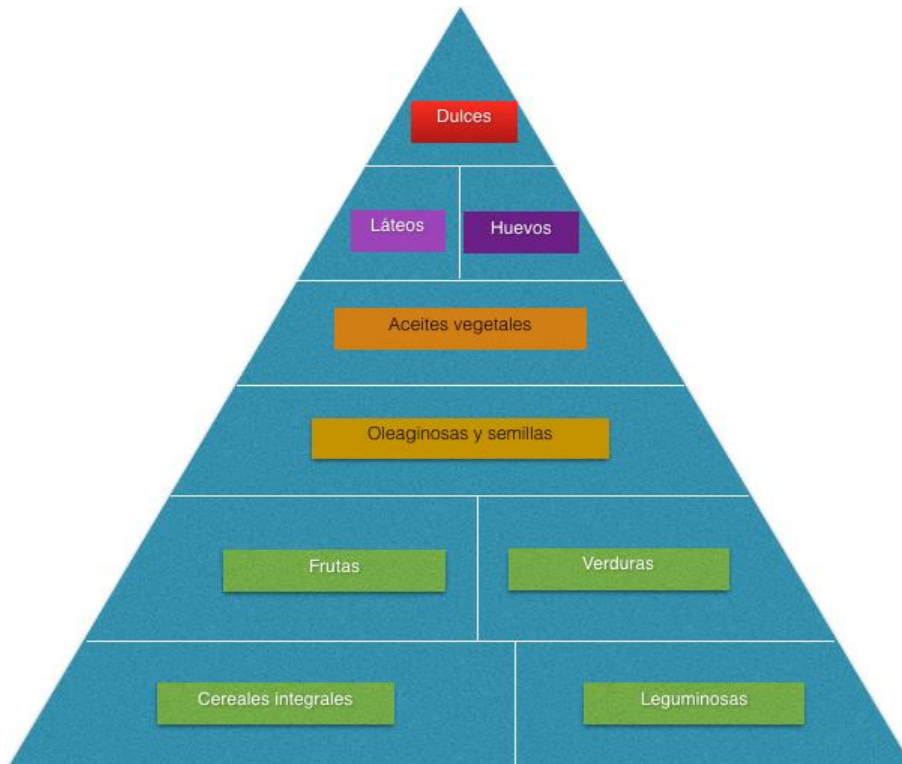 Dulces
Láteos
Huevos
Aceites vegetales
Oleaginosas y semillas
Frutas
Verduras
Cereales integrales
Leguminosas